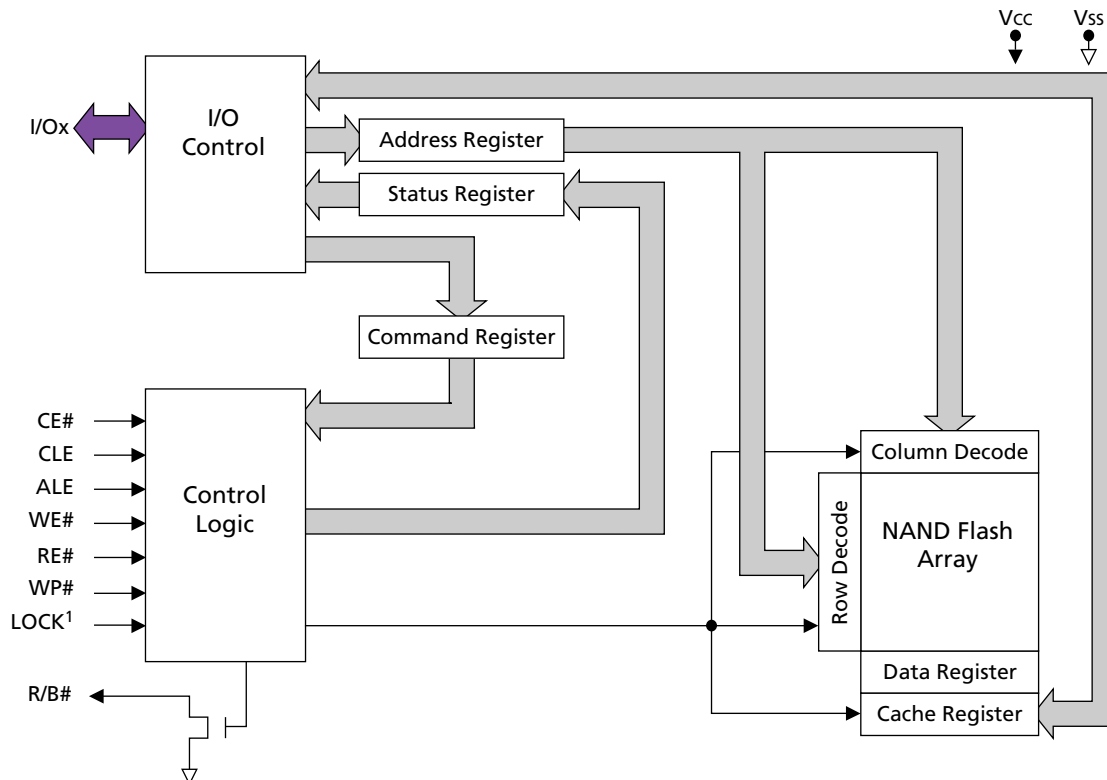 Vcc
Vss
I/Ox
I/O
Control
Address Register
Status Register
Command Register
CE#
CLE
ALE
WE#
RE#
WP#
LOCK¹
R/B#
Control
Logic
Column Decode
Row Decode
NAND Flash
Array
Data Register
Cache Register